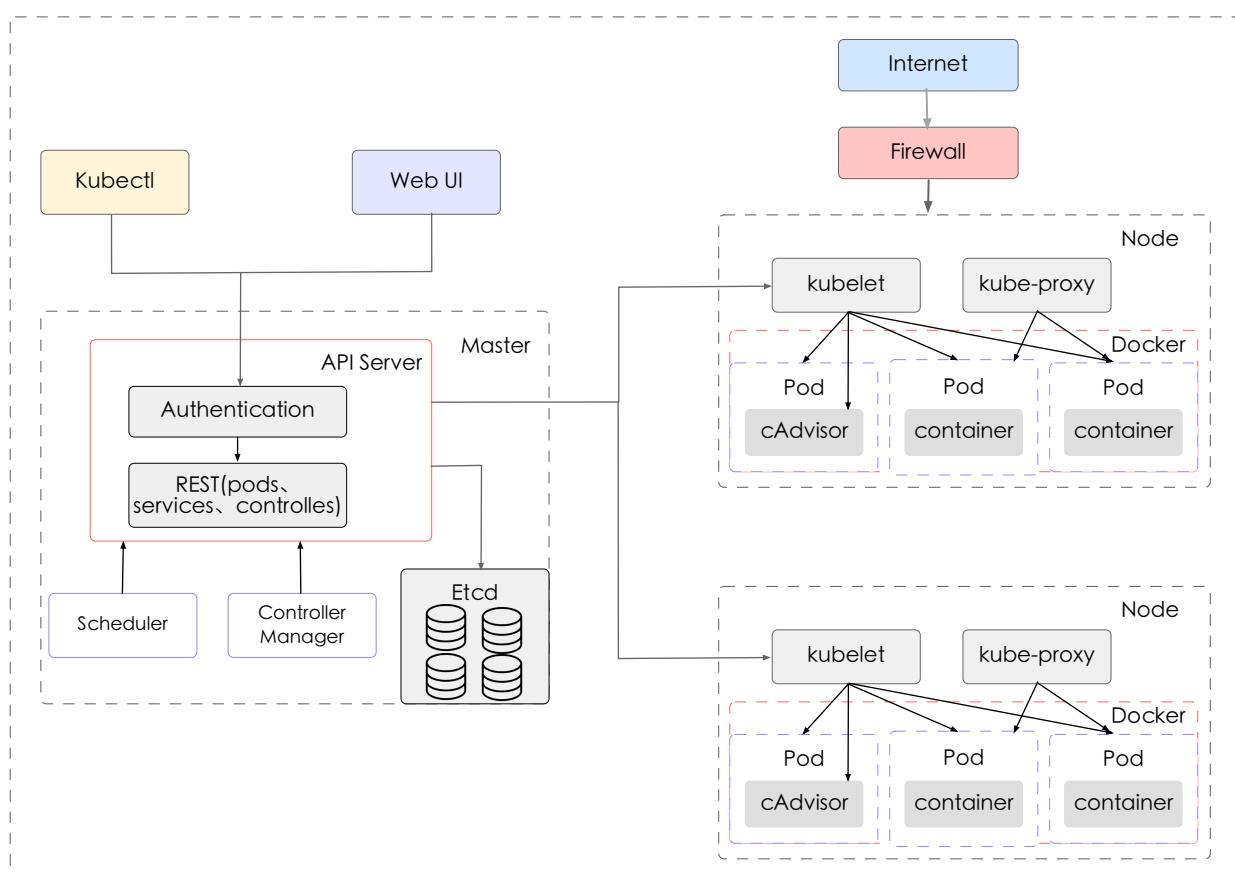 Internet
Firewall
Kubectl
Web UI
Master
API Server
Authentication
REST(pods、
services、controlles)
Scheduler
Controller
Manager
Etcd
Node
kubelet
kube-proxy
Docker
Pod
cAdvisor
Pod
container
Pod
container
Node
kubelet
kube-proxy
Docker
Pod
cAdvisor
Pod
container
Pod
container